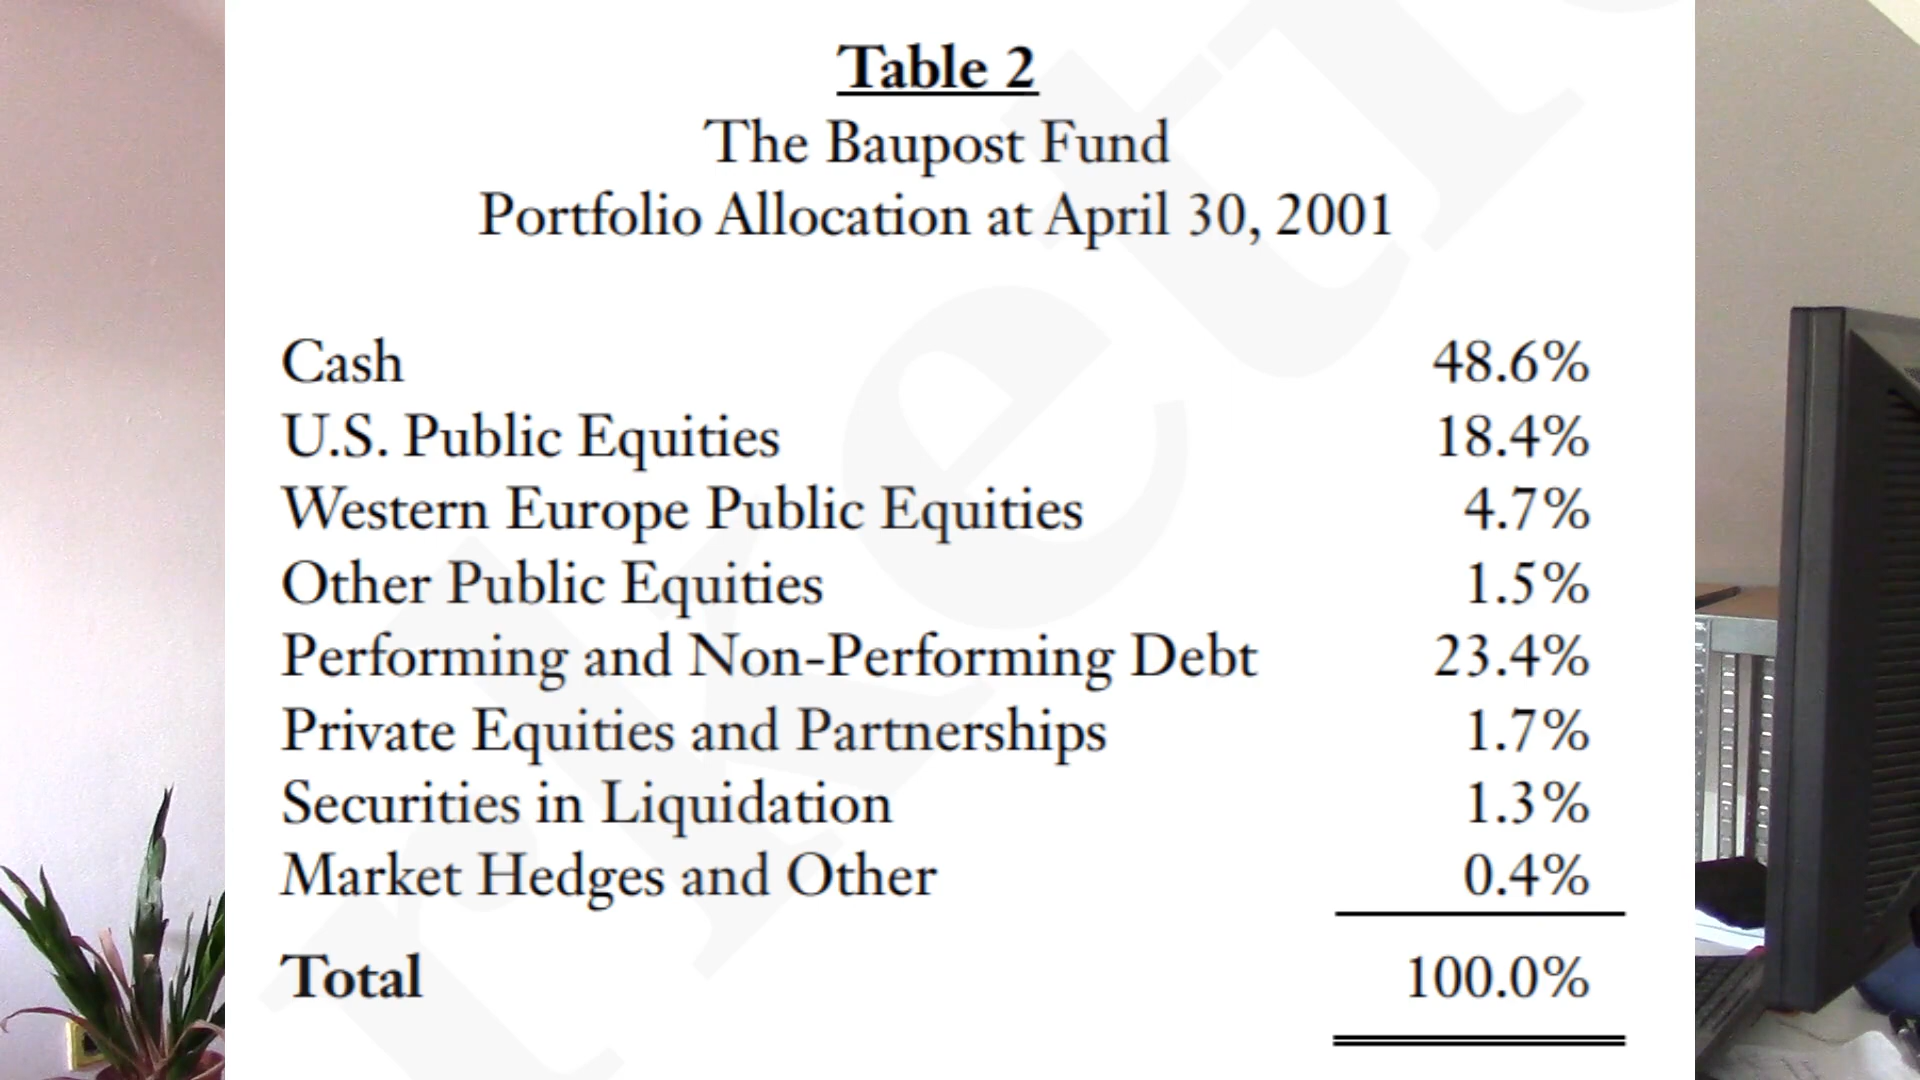 Table 2
The Baupost Fund
Portfolio Allocation at April 30, 2001
Cash 48.6%
U.S. Public Equities 18.4%
Western Europe Public Equities 4.7%
Other Public Equities 1.5%
Performing and Non-Performing Debt 23.4%
Private Equities and Partnerships 1.7%
Securities in Liquidation 1.3%
Market Hedges and Other 0.4%
Total 100.0%